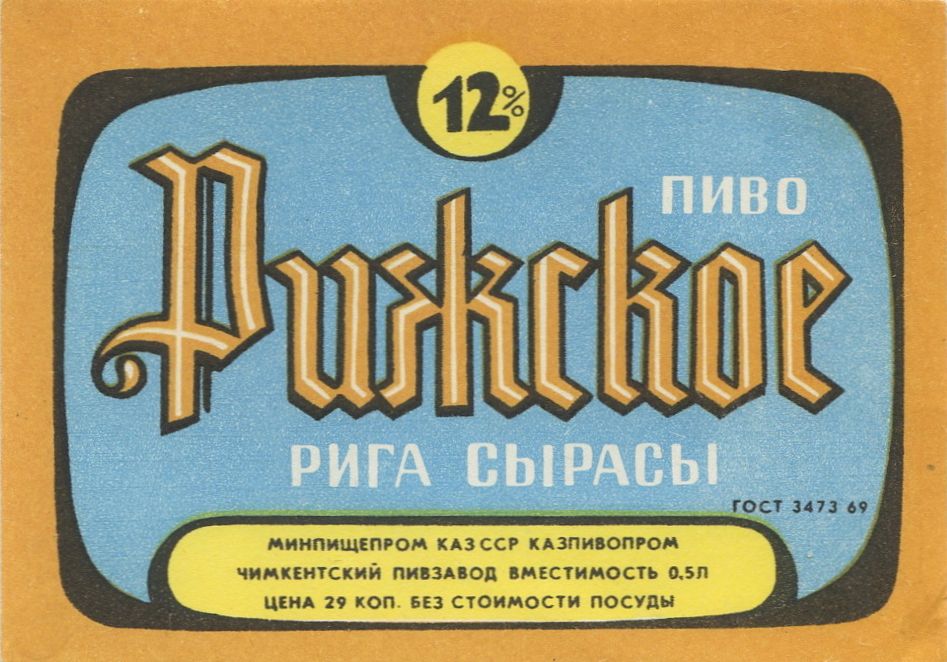 12%
ПИВО
Рижское
РИГА СЫРАСЫ
ГОСТ 3473 69
МИНПИЩЕПРОМ КАЗ ССР КАЗПИВОПРОМ
ЧИМКЕНТСКИЙ ПИВЗАВОД ВМЕСТИМОСТЬ 0,5Л
ЦЕНА 29 КОП. БЕЗ СТОИМОСТИ ПОСУДЫ